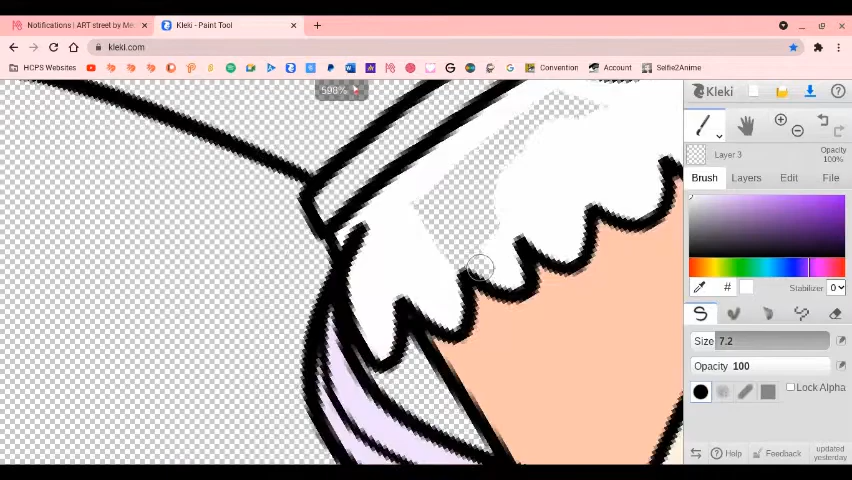 Notifications | ART street by Me
Kleki - Paint Tool
kleki.com
HCPS Websites
Convention
Account
Selfie2Anime
598%
Kleki
Layer 3
Opacity
100%
Brush
Layers
Edit
File
#
Stabilizer 0
Size 7.2
Opacity 100
Lock Alpha
Help
Feedback
updated
yesterday